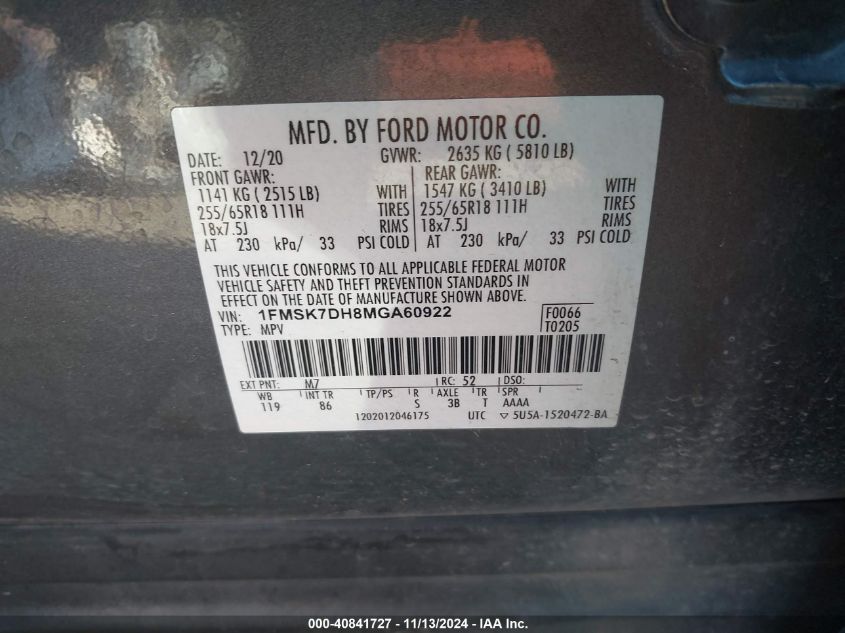 MFD. BY FORD MOTOR CO.
DATE: 12/20 GVWR: 2635 KG ( 5810 LB)
FRONT GAWR: REAR GAWR:
1141 KG ( 2515 LB) WITH 1547 KG ( 3410 LB) WITH
255/65R18 111H TIRES 255/65R18 111H TIRES
18x7.5J RIMS 18x7.5J RIMS
AT 230 kPa/ 33 PSI COLD AT 230 kPa/ 33 PSI COLD
THIS VEHICLE CONFORMS TO ALL APPLICABLE FEDERAL MOTOR
VEHICLE SAFETY AND THEFT PREVENTION STANDARDS IN
EFFECT ON THE DATE OF MANUFACTURE SHOWN ABOVE.
VIN: 1FMSK7DH8MGA60922 F0066
TYPE: MPV T0205
EXT PNT: M7 RC: 52 DSO:
WB INT TR TP/PS R AXLE TR SPR
119 86 S 3B T AAAA
1202012046175 UTC ▽ 5U5A-1520472-BA
000-40841727 - 11/13/2024 - IAA Inc.